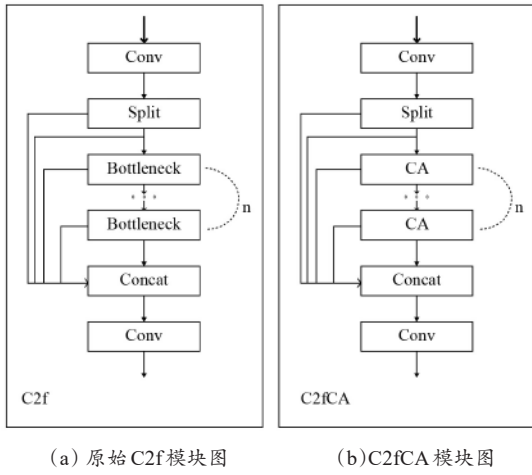 Conv
Split
Bottleneck
n
Bottleneck
Concat
Conv
C2f
Conv
Split
CA
n
CA
Concat
Conv
C2fCA
(a) 原始C2f模块图
(b)C2fCA模块图